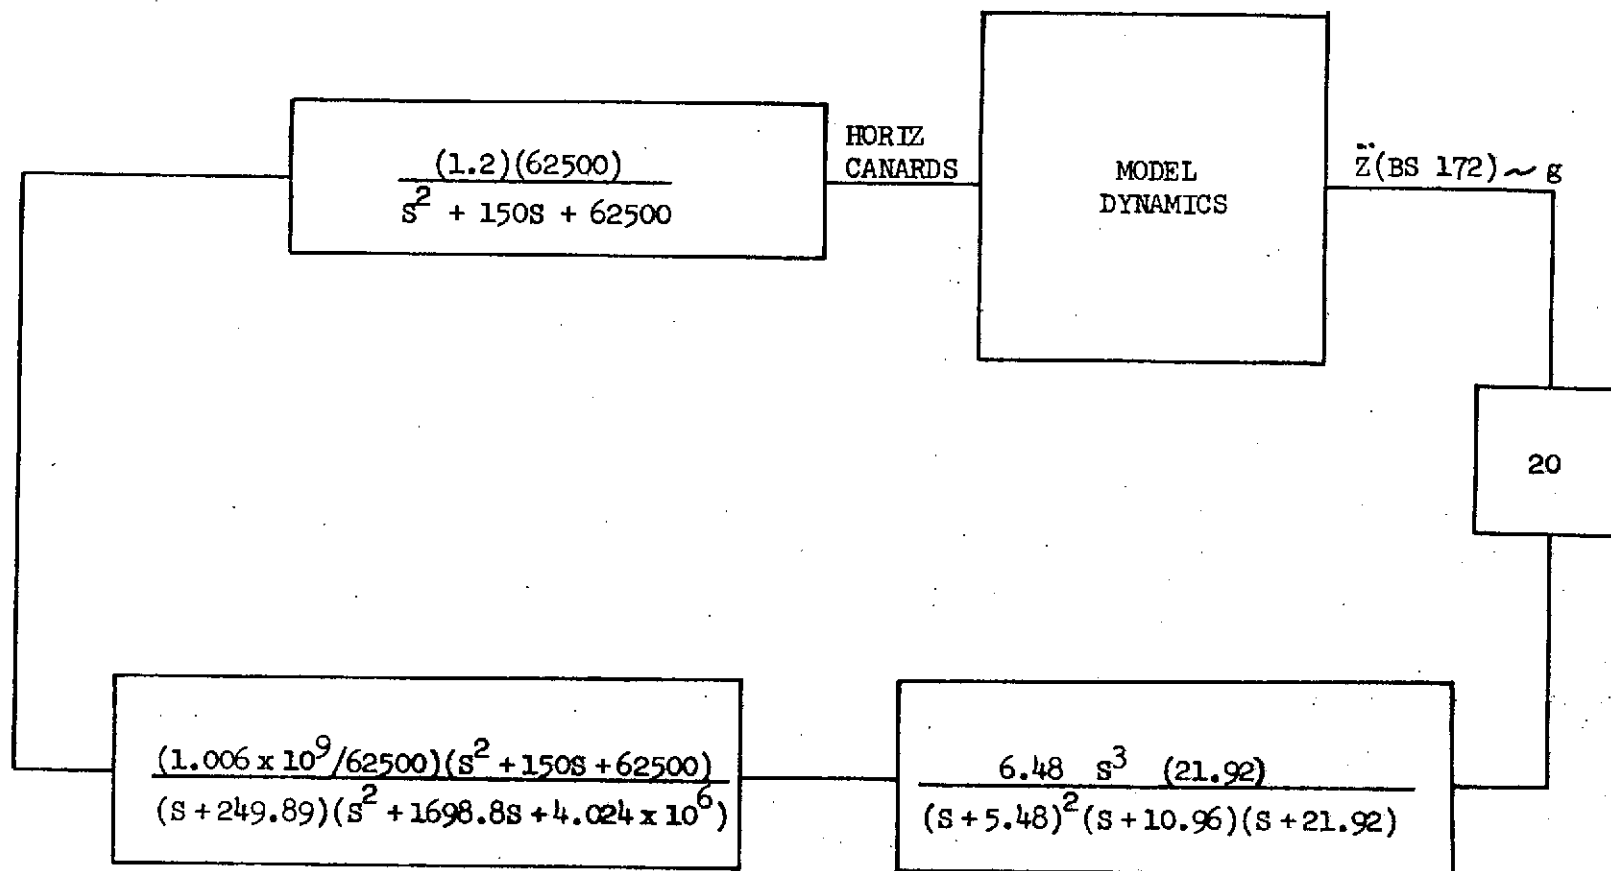 (1.2)(62500)
S² + 150S + 62500
HORIZ
CANARDS
MODEL
DYNAMICS
Z̈(BS 172) ~ g
20
(1.006 x 10⁹/62500)(S² + 150S + 62500)
(S + 249.89)(S² + 1698.8S + 4.024 x 10⁶)
6.48 S³ (21.92)
(S + 5.48)²(S + 10.96)(S + 21.92)